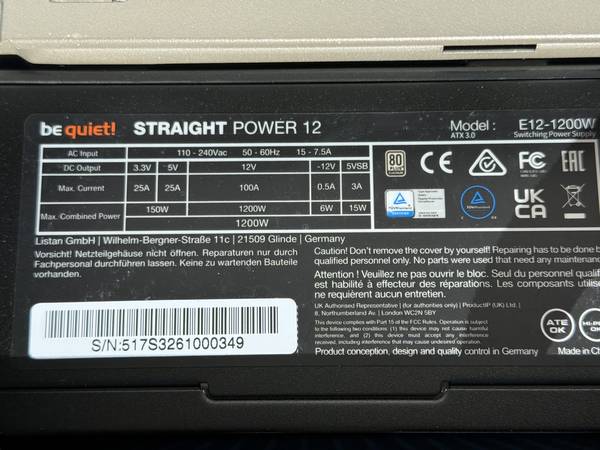 be quiet! STRAIGHT POWER 12 Model : E12-1200W
ATX 3.0 Switching Power Supply
AC Input 110 - 240Vac 50 - 60Hz 15 - 7.5A
DC Output 3.3V 5V 12V -12V 5VSB
Max. Current 25A 25A 100A 0.5A 3A
Max. Combined Power 150W 1200W 6W 15W
1200W
80
CE FC EAC
UK CA
Listan GmbH | Wilhelm-Bergner-Straße 11c | 21509 Glinde | Germany
Vorsicht! Netzteilgehäuse nicht öffnen. Reparaturen nur durch
Fachpersonal durchführen lassen. Keine zu wartenden Bauteile
vorhanden.
Caution! Don't remove the cover by yourself! Repairing has to be done b
qualified personnel only. No parts were used that need any maintenanc
Attention ! Veuillez ne pas ouvrir le bloc. Seul du personnel qualifi
est habilité à effectuer des réparations. Les composants utilis
ne requièrent aucun entretien.
UK Authorised Representative | (for authorities only) | ProductIP (UK) Ltd. |
8, Northumberland Av. | London WC2N 5BY
This device complies with Part 15 of the FCC Rules. Operation is subject
to the following two conditions: (1) this device may not cause harmful
interference, and (2) this device must accept any interference
received, including interference that may cause undesired operation.
ATE OK
Product conception, design and quality control in Germany Made in Ch
S/N:517S3261000349